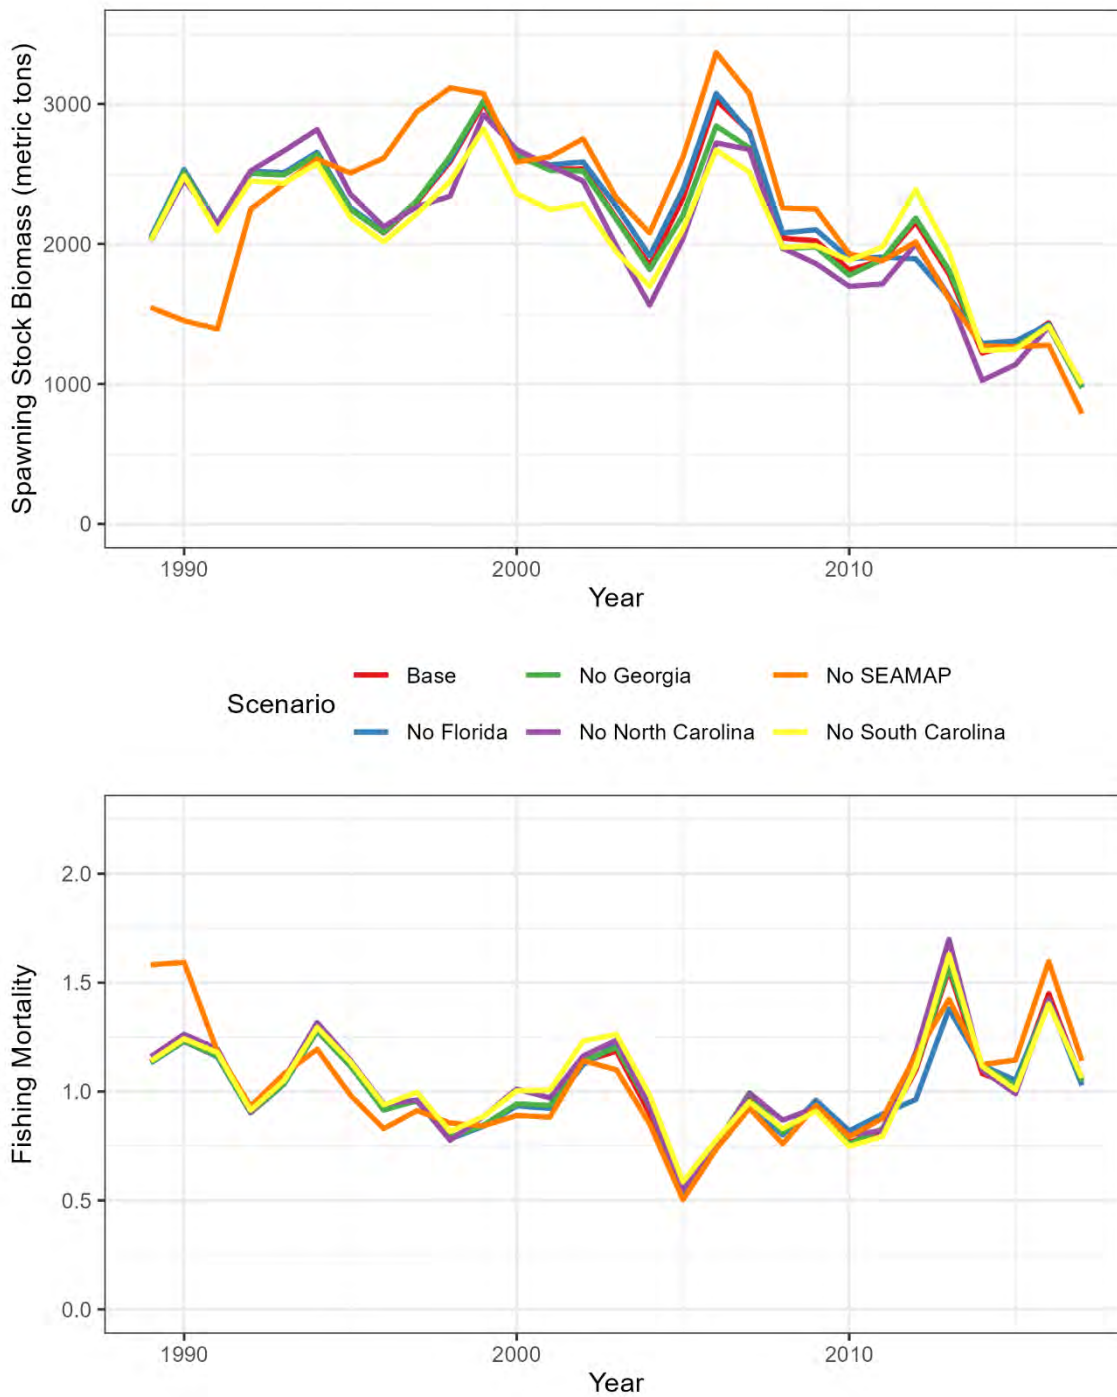 Spawning Stock Biomass (metric tons)
3000
2000
1000
0
1990 2000 2010
Year
Scenario
Base No Georgia No SEAMAP
No Florida No North Carolina No South Carolina
Fishing Mortality
2.0
1.5
1.0
0.5
0.0
1990 2000 2010
Year